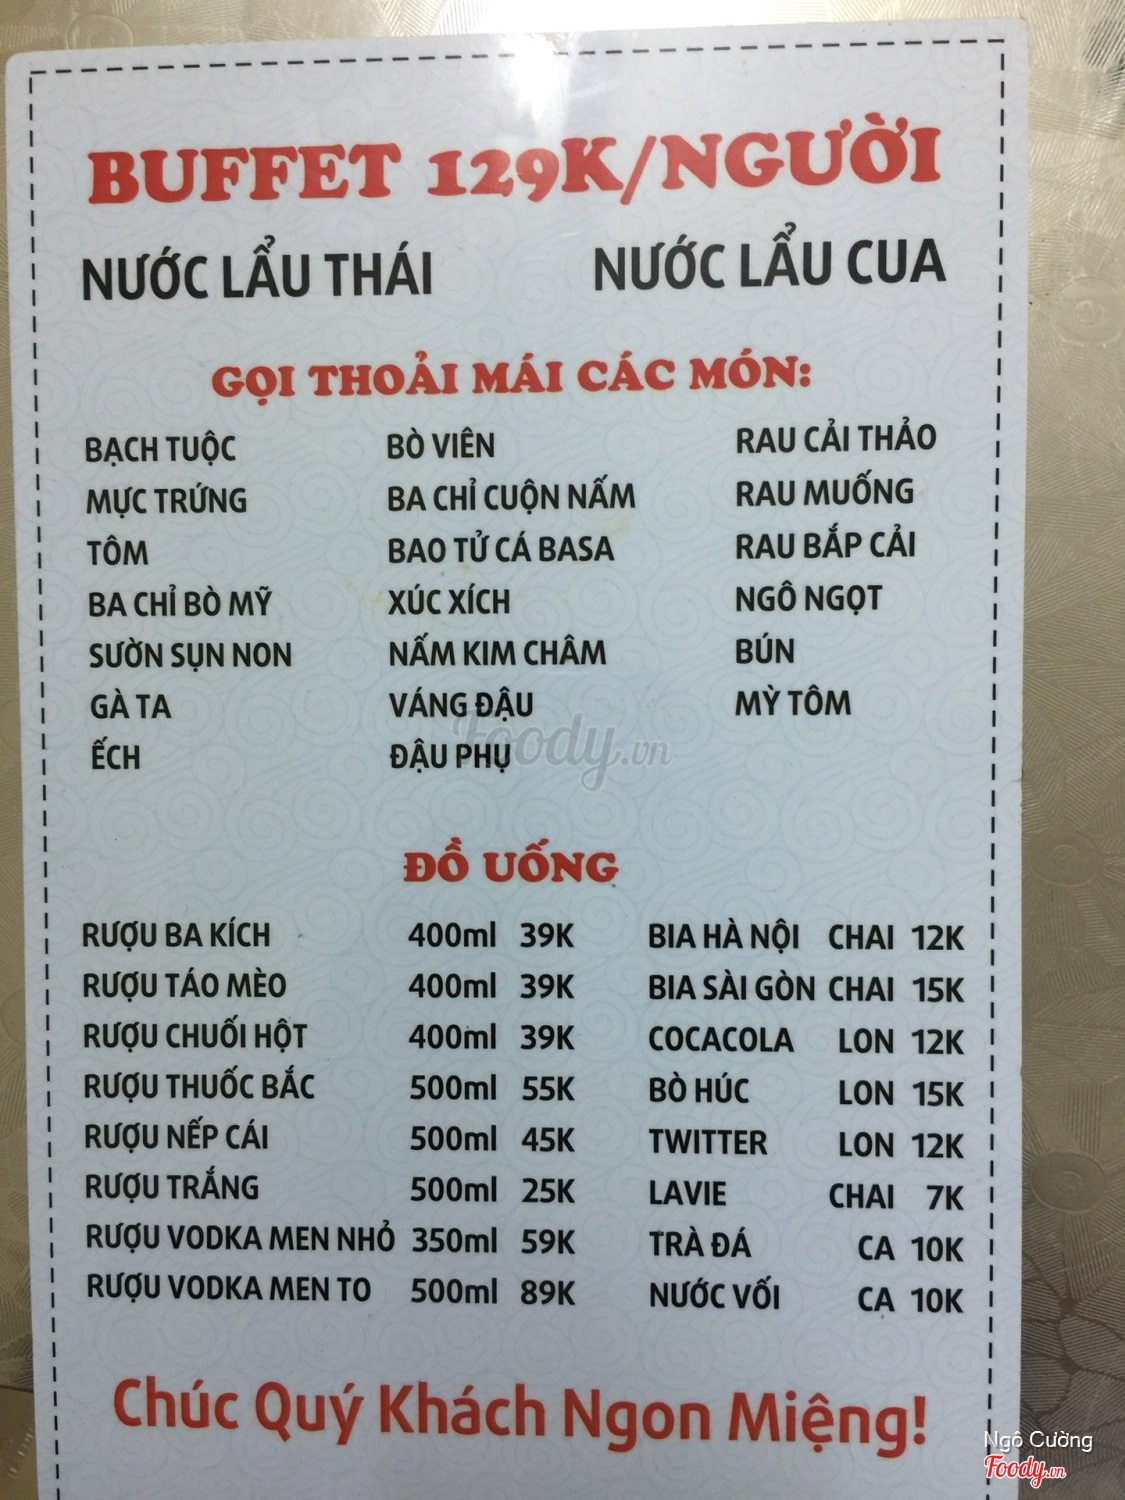 BUFFET 129K/NGƯỜI
NƯỚC LẨU THÁI NƯỚC LẨU CUA
GỌI THOẢI MÁI CÁC MÓN:
BẠCH TUỘC BÒ VIÊN RAU CẢI THẢO
MỰC TRỨNG BA CHỈ CUỘN NẤM RAU MUỐNG
TÔM BAO TỬ CÁ BASA RAU BẮP CẢI
BA CHỈ BÒ MỸ XÚC XÍCH NGÔ NGỌT
SƯỜN SỤN NON NẤM KIM CHÂM BÚN
GÀ TA VÁNG ĐẬU MỲ TÔM
ẾCH ĐẬU PHỤ
Foody.vn
ĐỒ UỐNG
RƯỢU BA KÍCH 400ml 39K BIA HÀ NỘI CHAI 12K
RƯỢU TÁO MÈO 400ml 39K BIA SÀI GÒN CHAI 15K
RƯỢU CHUỐI HỘT 400ml 39K COCACOLA LON 12K
RƯỢU THUỐC BẮC 500ml 55K BÒ HÚC LON 15K
RƯỢU NẾP CÁI 500ml 45K TWITTER LON 12K
RƯỢU TRẮNG 500ml 25K LAVIE CHAI 7K
RƯỢU VODKA MEN NHỎ 350ml 59K TRÀ ĐÁ CA 10K
RƯỢU VODKA MEN TO 500ml 89K NƯỚC VỐI CA 10K
Chúc Quý Khách Ngon Miệng!
Ngô Cường
Foody.vn